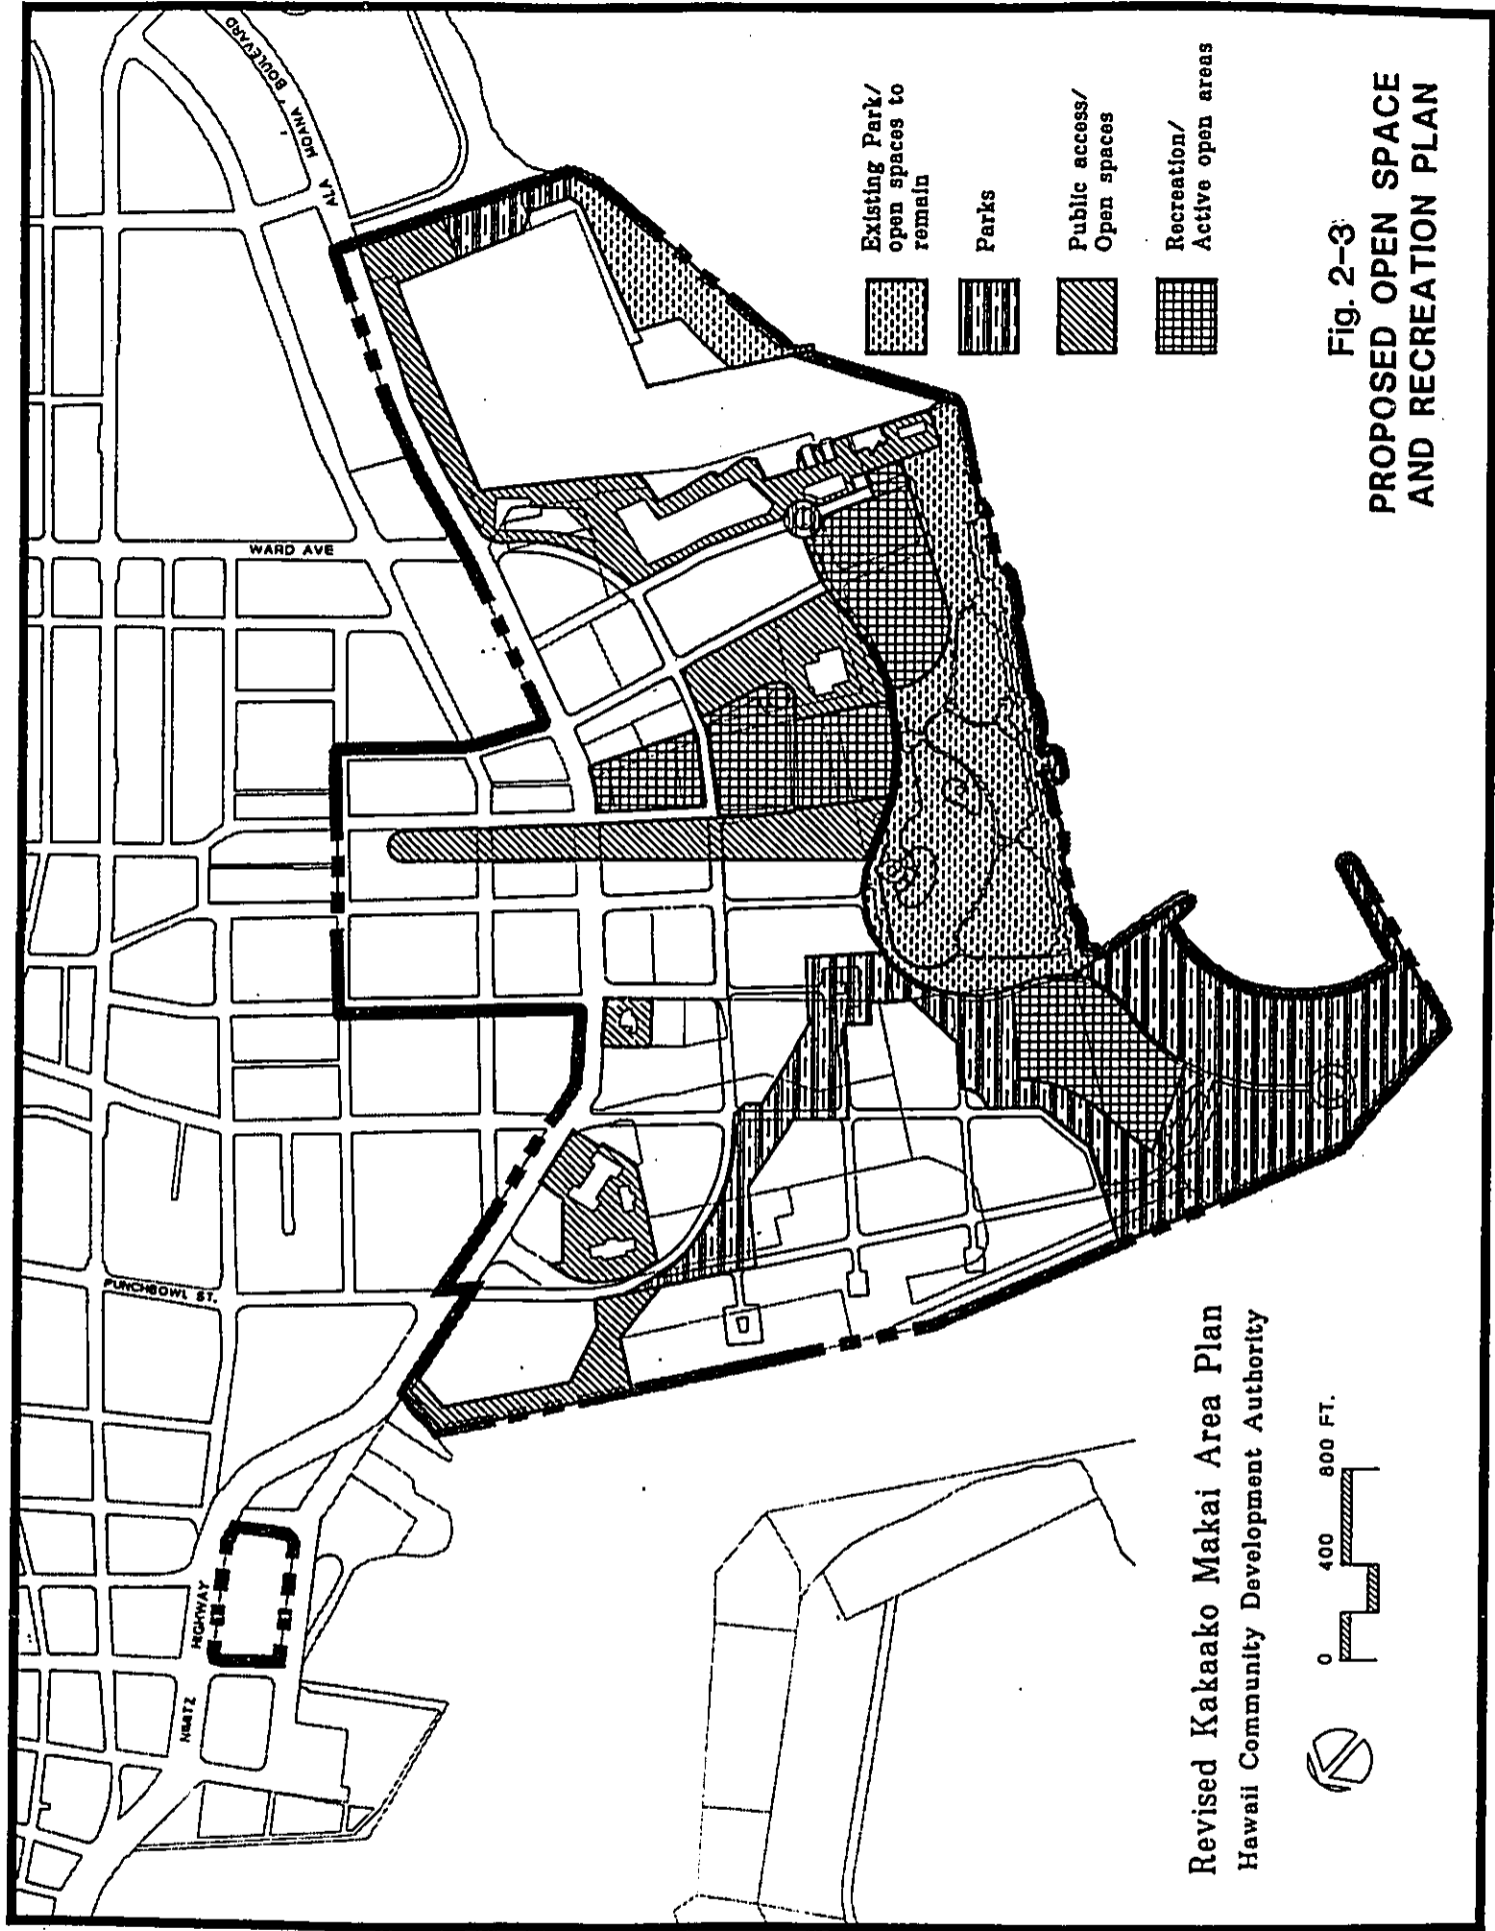 ALA MOANA BOULEVARD
WARD AVE
PUNCHBOWL ST.
NIMITZ HIGHWAY
Existing Park/
open spaces to
remain
Parks
Public access/
Open spaces
Recreation/
Active open areas
Fig. 2-3
PROPOSED OPEN SPACE
AND RECREATION PLAN
Revised Kakaako Makai Area Plan
Hawaii Community Development Authority
0 400 800 FT.